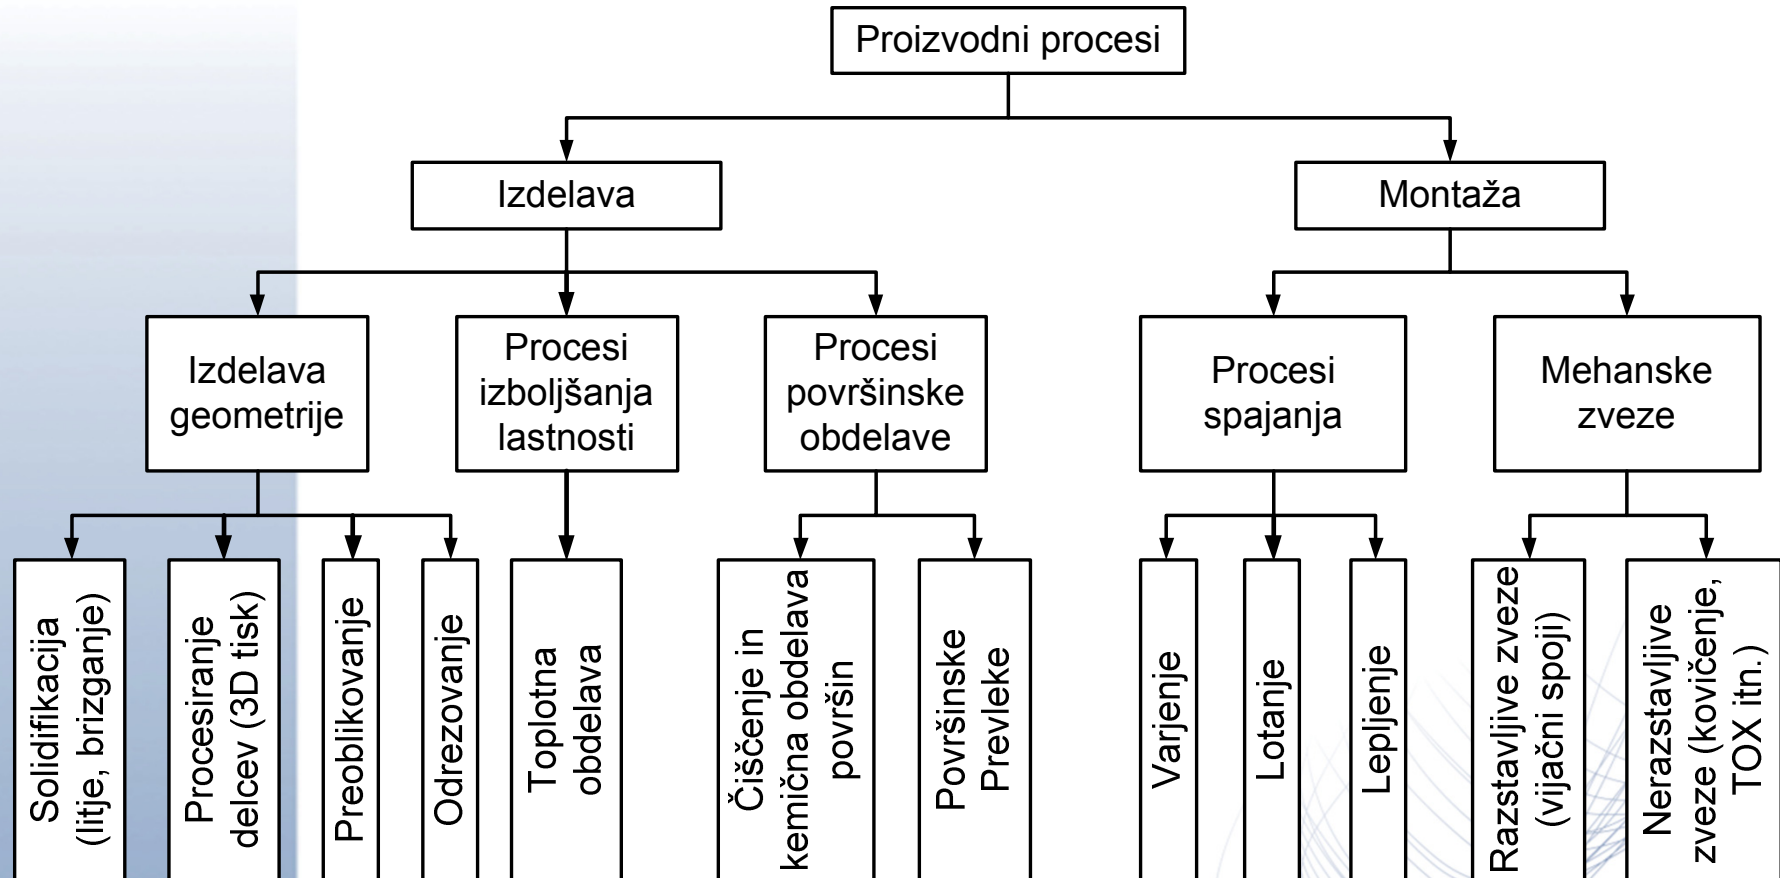 Proizvodni procesi
Izdelava
Montaža
Izdelava
geometrije
Procesi
izboljšanja
lastnosti
Procesi
površinske
obdelave
Procesi
spajanja
Mehanske
zveze
Solidifikacija
(litje, brizganje)
Procesiranje
delcev (3D tisk)
Preoblikovanje
Odrezovanje
Toplotna
obdelava
Čiščenje in
kemična obdelava
površin
Površinske
Prevleke
Varjenje
Lotanje
Lepljenje
Razstavljive zveze
(vijačni spoji)
Nerazstavljive
zveze (kovičenje,
TOX itn.)